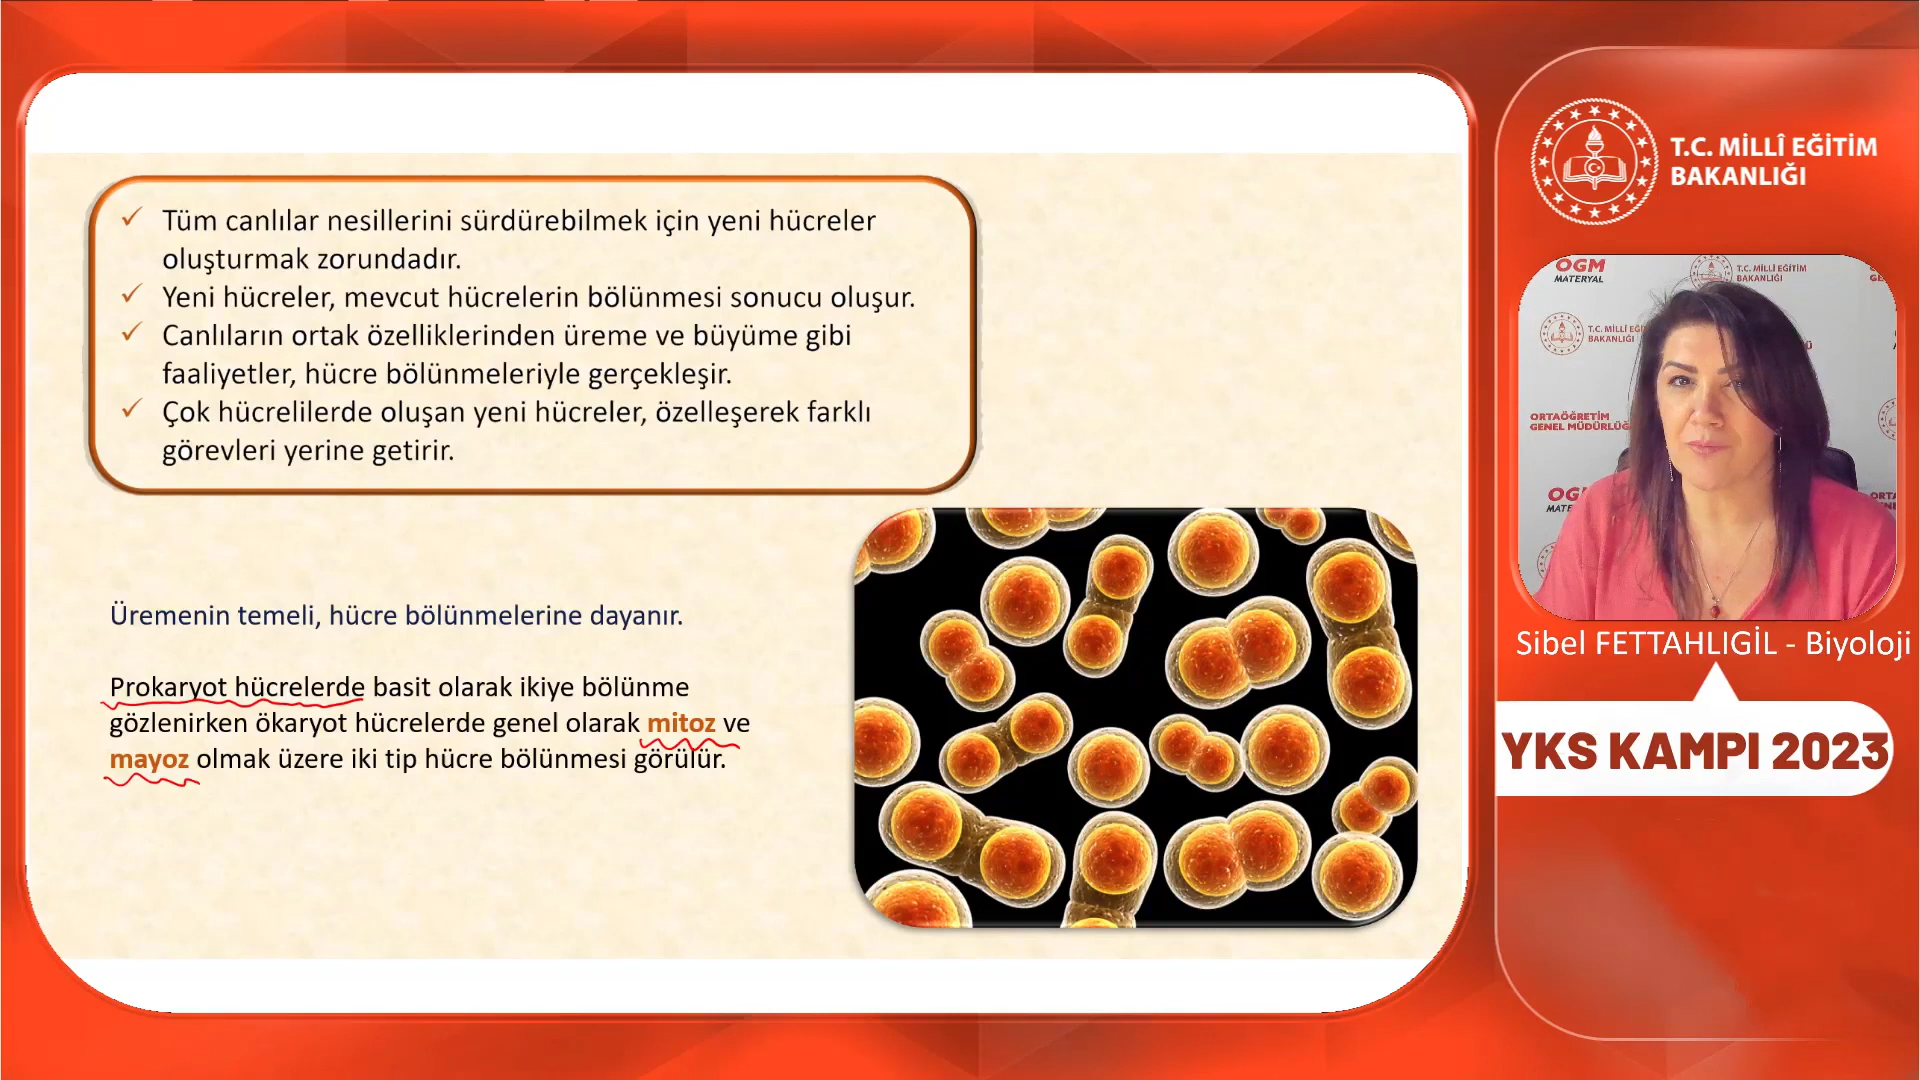 Tüm canlılar nesillerini sürdürebilmek için yeni hücreler
oluşturmak zorundadır.
Yeni hücreler, mevcut hücrelerin bölünmesi sonucu oluşur.
Canlıların ortak özelliklerinden üreme ve büyüme gibi
faaliyetler, hücre bölünmeleriyle gerçekleşir.
Çok hücrelilerde oluşan yeni hücreler, özelleşerek farklı
görevleri yerine getirir.
Üremenin temeli, hücre bölünmelerine dayanır.
Prokaryot hücrelerde basit olarak ikiye bölünme
gözlenirken ökaryot hücrelerde genel olarak mitoz ve
mayoz olmak üzere iki tip hücre bölünmesi görülür.
T.C. MİLLÎ EĞİTİM
BAKANLIĞI
OGM
MATERYAL
T.C. MİLLÎ EĞİTİM
BAKANLIĞI
T.C. MİLLÎ
BAKANLIĞI
ORTAÖĞRETİM
GENEL MÜDÜRLÜĞ
Sibel FETTAHLIGİL - Biyoloji
YKS KAMPI 2023